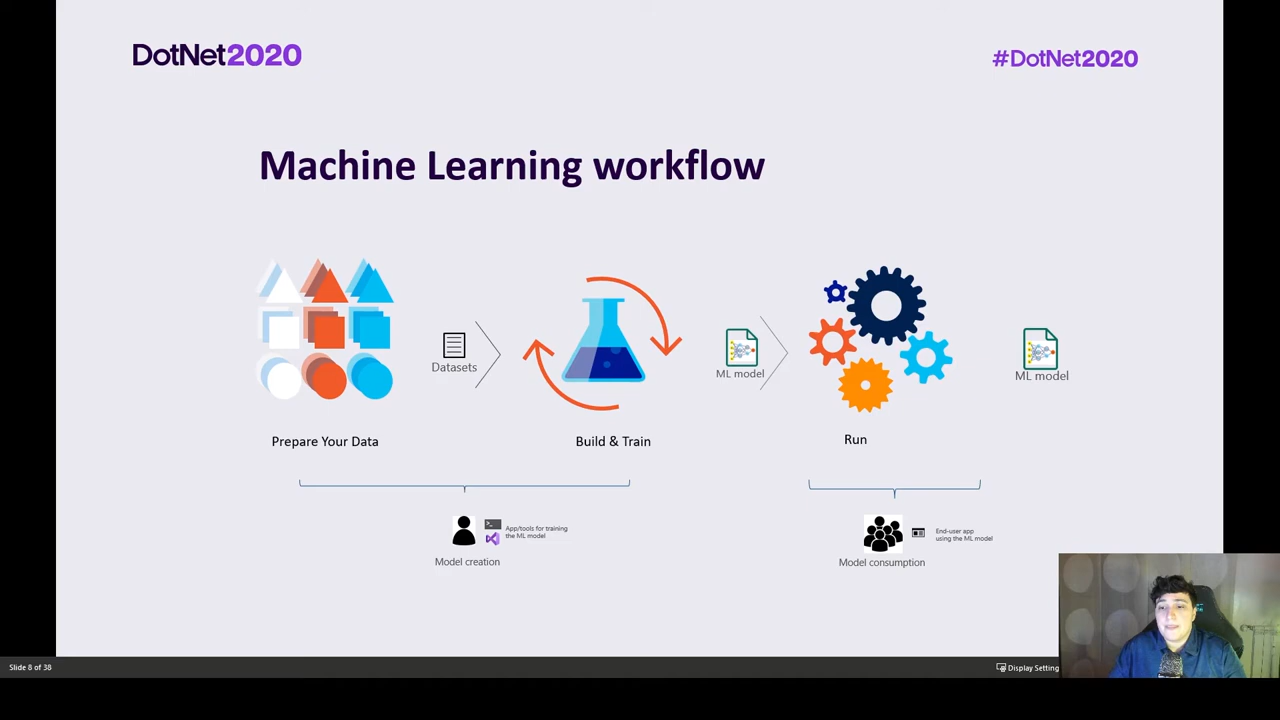 DotNet2020
#DotNet2020
Machine Learning workflow
Datasets
ML model
ML model
Prepare Your Data
Build & Train
Run
>_
App/tools for training
the ML model
Model creation
End-user app
using the ML model
Model consumption
Slide 8 of 38
Display Setting